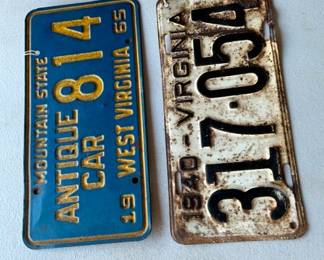 "MOUNTAIN STATE"
ANTIQUE CAR 814
19 WEST VIRGINIA 65
317·054
1940-VIRGINIA